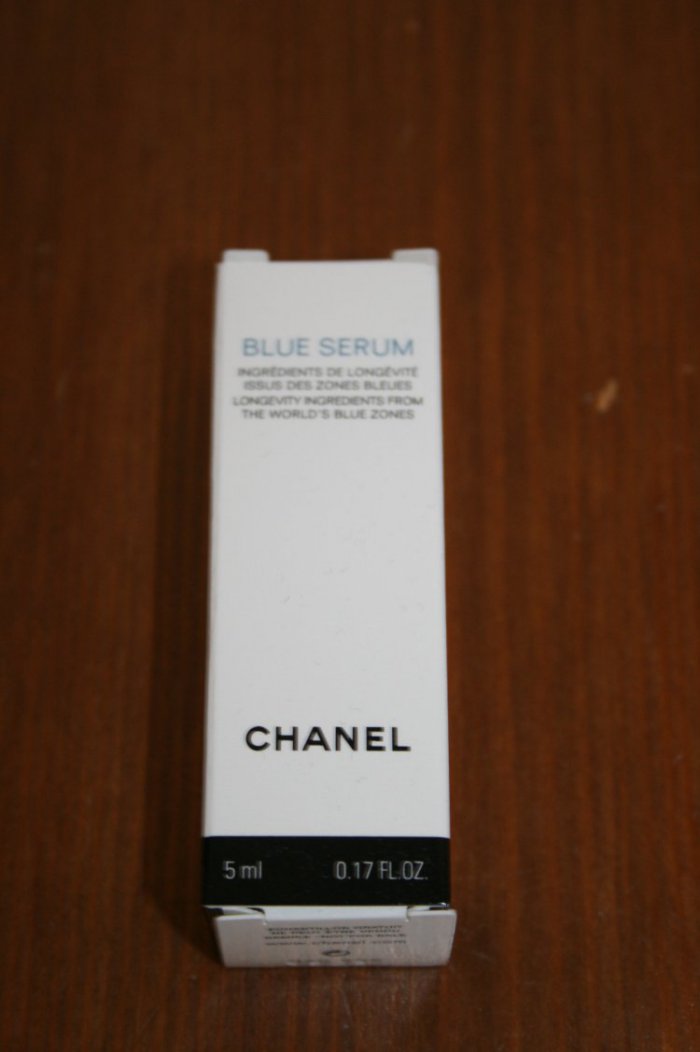 BLUE SERUM
INGRÉDIENTS DE LONGÉVITÉ
ISSUS DES ZONES BLEUES
LONGEVITY INGREDIENTS FROM
THE WORLD'S BLUE ZONES
CHANEL
5 ml 0.17 FL.OZ.